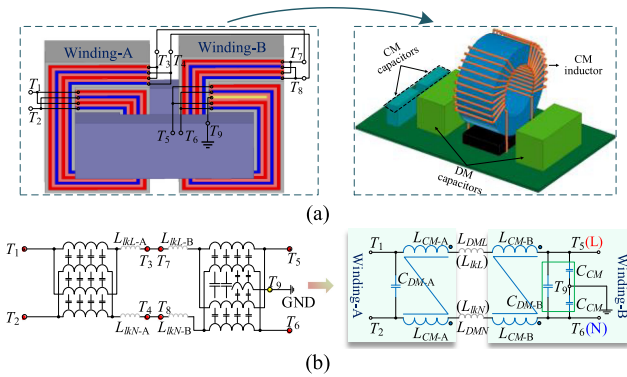 Winding-A
Winding-B
T3 T4
T7
T8
T1
T2
T5 T6
T9
CM
capacitors
CM
inductor
DM
capacitors
(a)
T1
LlkL-A
LlkL-B
T3 T7
T5
T9
GND
T4 T8
T2
LlkN-A
LlkN-B
T6
Winding-A
T1
LCM-A
LDML
(LlkL)
LCM-B
T5(L)
CDM-A
CDM-B
T9
CCM
CCM
(LlkN)
LDMN
T2
LCM-A
LCM-B
T6(N)
Winding-B
(b)